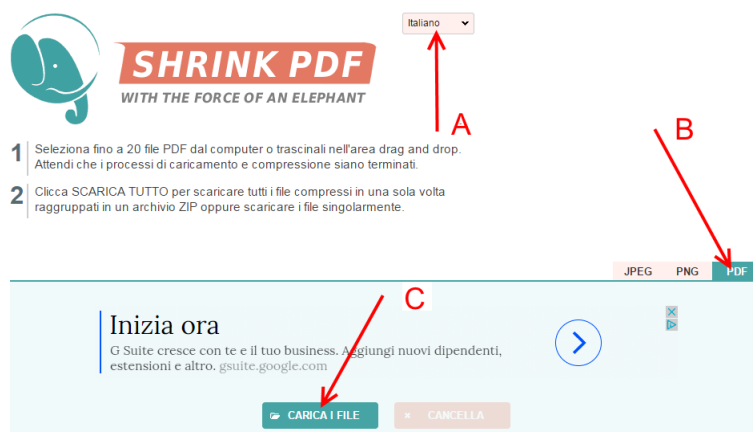 Italiano
SHRINK PDF
WITH THE FORCE OF AN ELEPHANT
A
B
1 Seleziona fino a 20 file PDF dal computer o trascinali nell'area drag and drop.
Attendi che i processi di caricamento e compressione siano terminati.
2 Clicca SCARICA TUTTO per scaricare tutti i file compressi in una sola volta
raggruppati in un archivio ZIP oppure scaricare i file singolarmente.
JPEG PNG PDF
C
Inizia ora
G Suite cresce con te e il tuo business. Aggiungi nuovi dipendenti,
estensioni e altro. gsuite.google.com
CARICA I FILE × CANCELLA